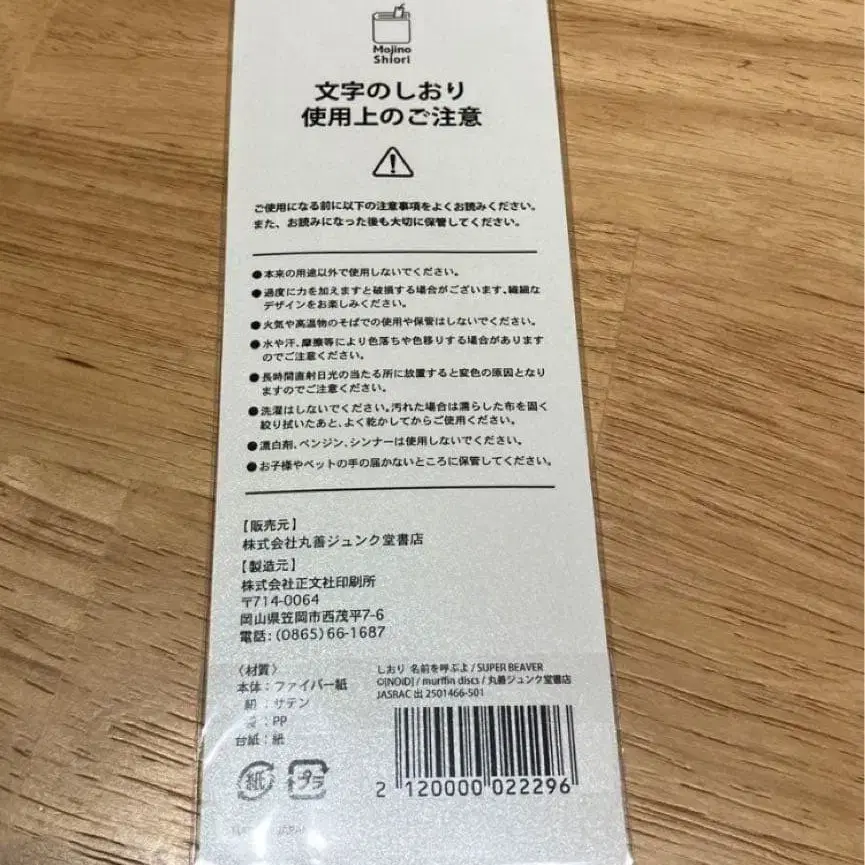 Mojino
Shiori
文字のしおり
使用上のご注意
ご使用になる前に以下の注意事項をよくお読みください。
また、お読みになった後も大切に保管してください。
●本来の用途以外で使用しないでください。
●過度に力を加えますと破損する場合がございます、繊細な
デザインをお楽しみください。
●火気や高温物のそばでの使用や保管はしないでください。
●水や汗、摩擦等により色落ちや色移りする場合があります
のでご注意ください。
●長時間直射日光の当たる所に放置すると変色の原因となり
ますのでご注意ください。
●洗濯はしないでください。汚れた場合は濡らした布を固く
絞り拭いたあと、よく乾かしてからご使用ください。
●漂白剤、ベンジン、シンナーは使用しないでください。
●お子様やペットの手の届かないところに保管してください。
【販売元】
株式会社丸善ジュンク堂書店
【製造元】
株式会社正文社印刷所
〒714-0064
岡山県笠岡市西茂平7-6
電話:(0865)66-1687
〈材質〉
本体:ファイバー紙
紐:サテン
袋:PP
台紙:紙
しおり 名前を呼ぶよ / SUPER BEAVER
©[NOiD] / murffin discs / 丸善ジュンク堂書店
JASRAC 出 2501466-501
紙 プラ
2 120000 022296
JAPAN